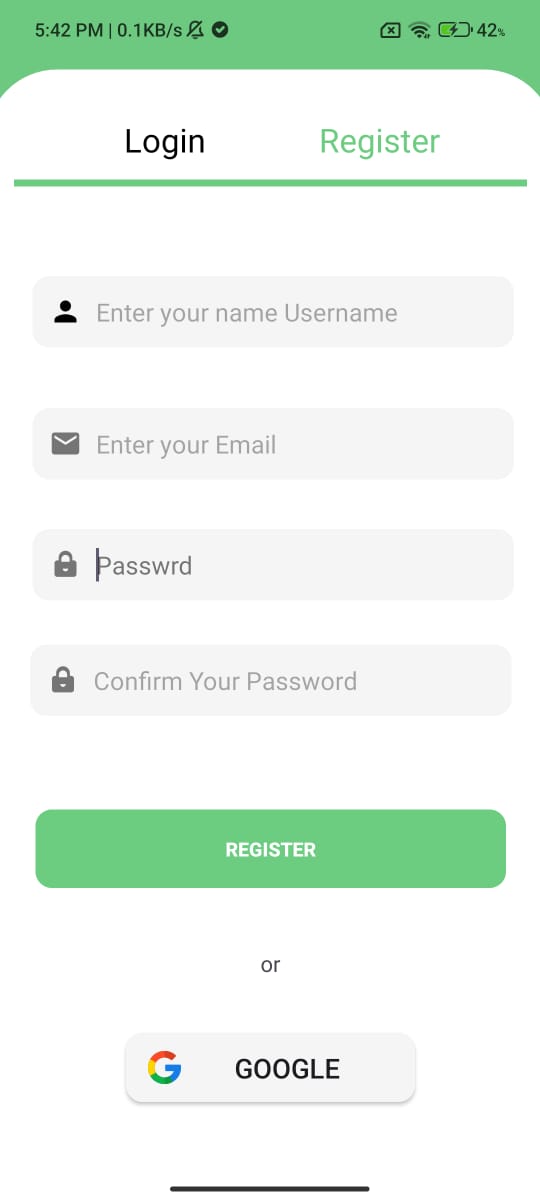 5:42 PM | 0.1KB/s 42%
Login Register
Enter your name Username
Enter your Email
Passwrd
Confirm Your Password
REGISTER
or
GOOGLE